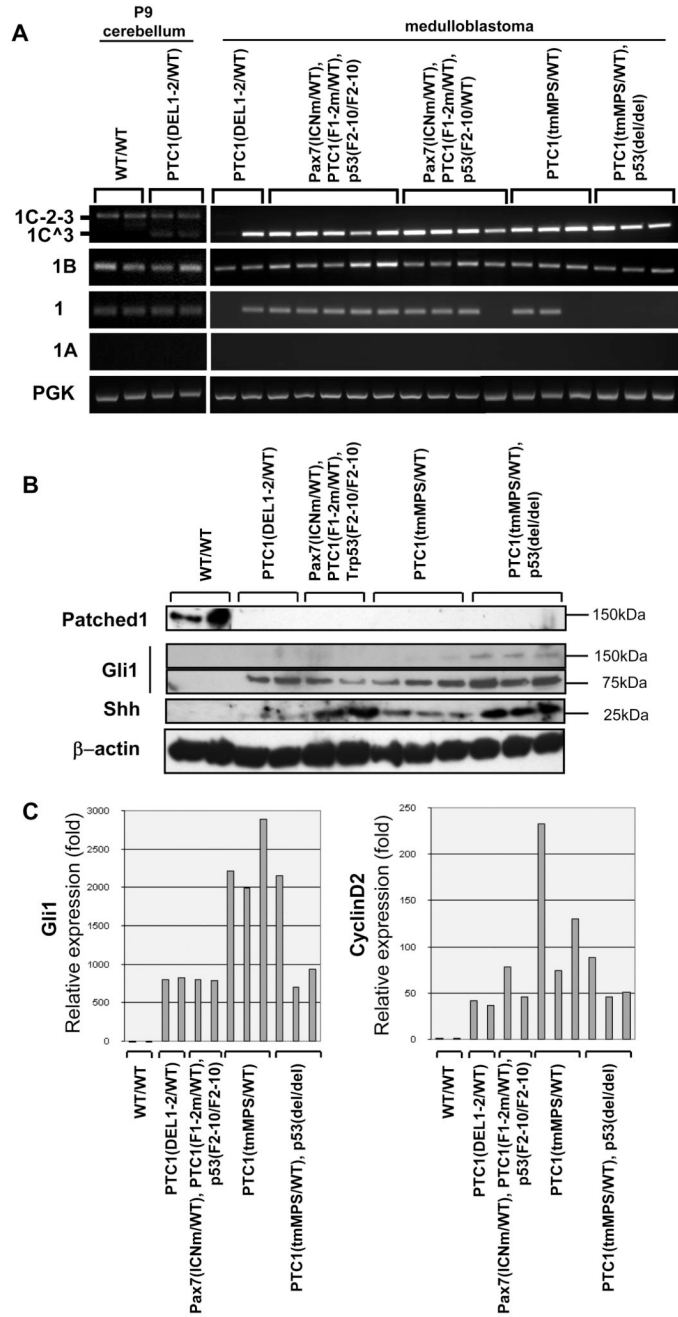 A
P9
cerebellum
medulloblastoma
WT/WT
PTC1(DEL1-2/WT)
PTC1(DEL1-2/WT)
Pax7(ICNm/WT),
PTC1(F1-2m/WT),
p53(F2-10/F2-10)
Pax7(ICNm/WT),
PTC1(F1-2m/WT),
p53(F2-10/WT)
PTC1(tmMPS/WT)
PTC1(tmMPS/WT),
p53(del/del)
1C-2-3
1C^3
1B
1
1A
PGK
B
WT/WT
PTC1(DEL1-2/WT)
Pax7(ICNm/WT),
PTC1(F1-2m/WT),
Trp53(F2-10/F2-10)
PTC1(tmMPS/WT)
PTC1(tmMPS/WT),
p53(del/del)
Patched1
150kDa
Gli1
150kDa
75kDa
Shh
25kDa
β–actin
C
Gli1
Relative expression (fold)
3000
2500
2000
1500
1000
500
0
WT/WT
PTC1(DEL1-2/WT)
Pax7(ICNm/WT), PTC1(F1-2m/WT),
p53(F2-10/F2-10)
PTC1(tmMPS/WT)
PTC1(tmMPS/WT), p53(del/del)
CyclinD2
Relative expression (fold)
250
200
150
100
50
0
WT/WT
PTC1(DEL1-2/WT)
Pax7(ICNm/WT), PTC1(F1-2m/WT),
p53(F2-10/F2-10)
PTC1(tmMPS/WT)
PTC1(tmMPS/WT), p53(del/del)